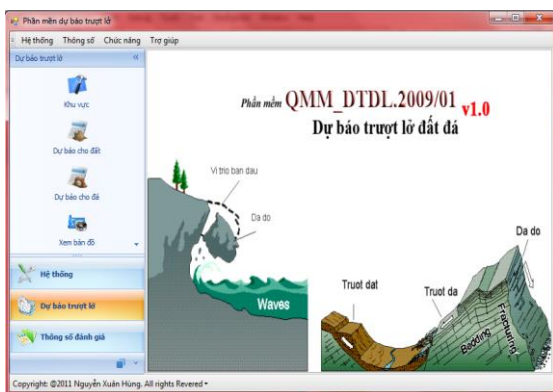 Phần mềm dự báo trượt lở
Hệ thống Thông số Chức năng Trợ giúp
Dự báo trượt lở
Khu vực
Dự báo cho đất
Dự báo cho đá
Xem bản đồ
Hệ thống
Dự báo trượt lở
Thông số đánh giá
Phần mềm QMM_DTDL.2009/01 v1.0
Dự báo trượt lở đất đá
Vi trio ban dau
Da do
Waves
Da do
Truot dat
Truot da
Bedding
Fracturing
Copyright: @2011 Nguyễn Xuân Hùng. All rights Revered